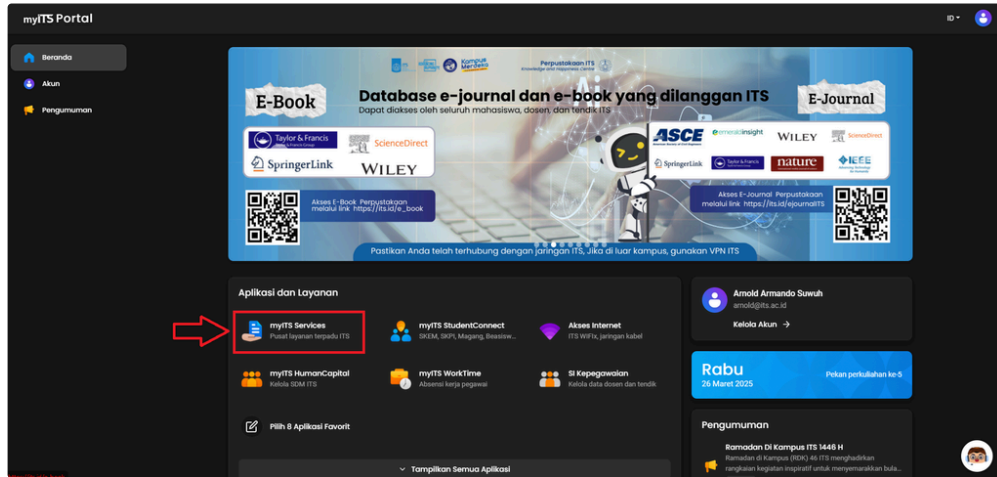 myITS Portal
ID
Beranda
Akun
Pengumuman
Kampus Merdeka
Perpustakaan ITS
Knowledge and Happiness Centre
E-Book
Database e-journal dan e-book yang dilanggan ITS
Dapat diakses oleh seluruh mahasiswa, dosen, dan tendik ITS
E-Journal
Ai
Taylor & Francis
ScienceDirect
SpringerLink
WILEY
ASCE
emeraldinsight
WILEY
ScienceDirect
SpringerLink
Taylor & Francis
nature
IEEE
Akses E-Book Perpustakaan
melalui link https://its.id/e_book
Akses E-Journal Perpustakaan
melalui link https://its.id/ejournalITS
Pastikan Anda telah terhubung dengan jaringan ITS, Jika di luar kampus, gunakan VPN ITS
Aplikasi dan Layanan
myITS Services
Pusat layanan terpadu ITS
myITS StudentConnect
SKEM, SKPI, Magang, Beasisw...
Akses Internet
ITS WiFix, jaringan kabel
myITS HumanCapital
Kelola SDM ITS
myITS WorkTime
Absensi kerja pegawai
SI Kepegawaian
Kelola data dosen dan tendik
Pilih 8 Aplikasi Favorit
Tampilkan Semua Aplikasi
Arnold Armando Suwuh
arnold@its.ac.id
Kelola Akun
Rabu
26 Maret 2025
Pekan perkuliahan ke-5
Pengumuman
Ramadan Di Kampus ITS 1446 H
Ramadan di Kampus (RDK) 46 ITS menghadirkan
rangkaian kegiatan inspiratif untuk menyemarakkan bula...